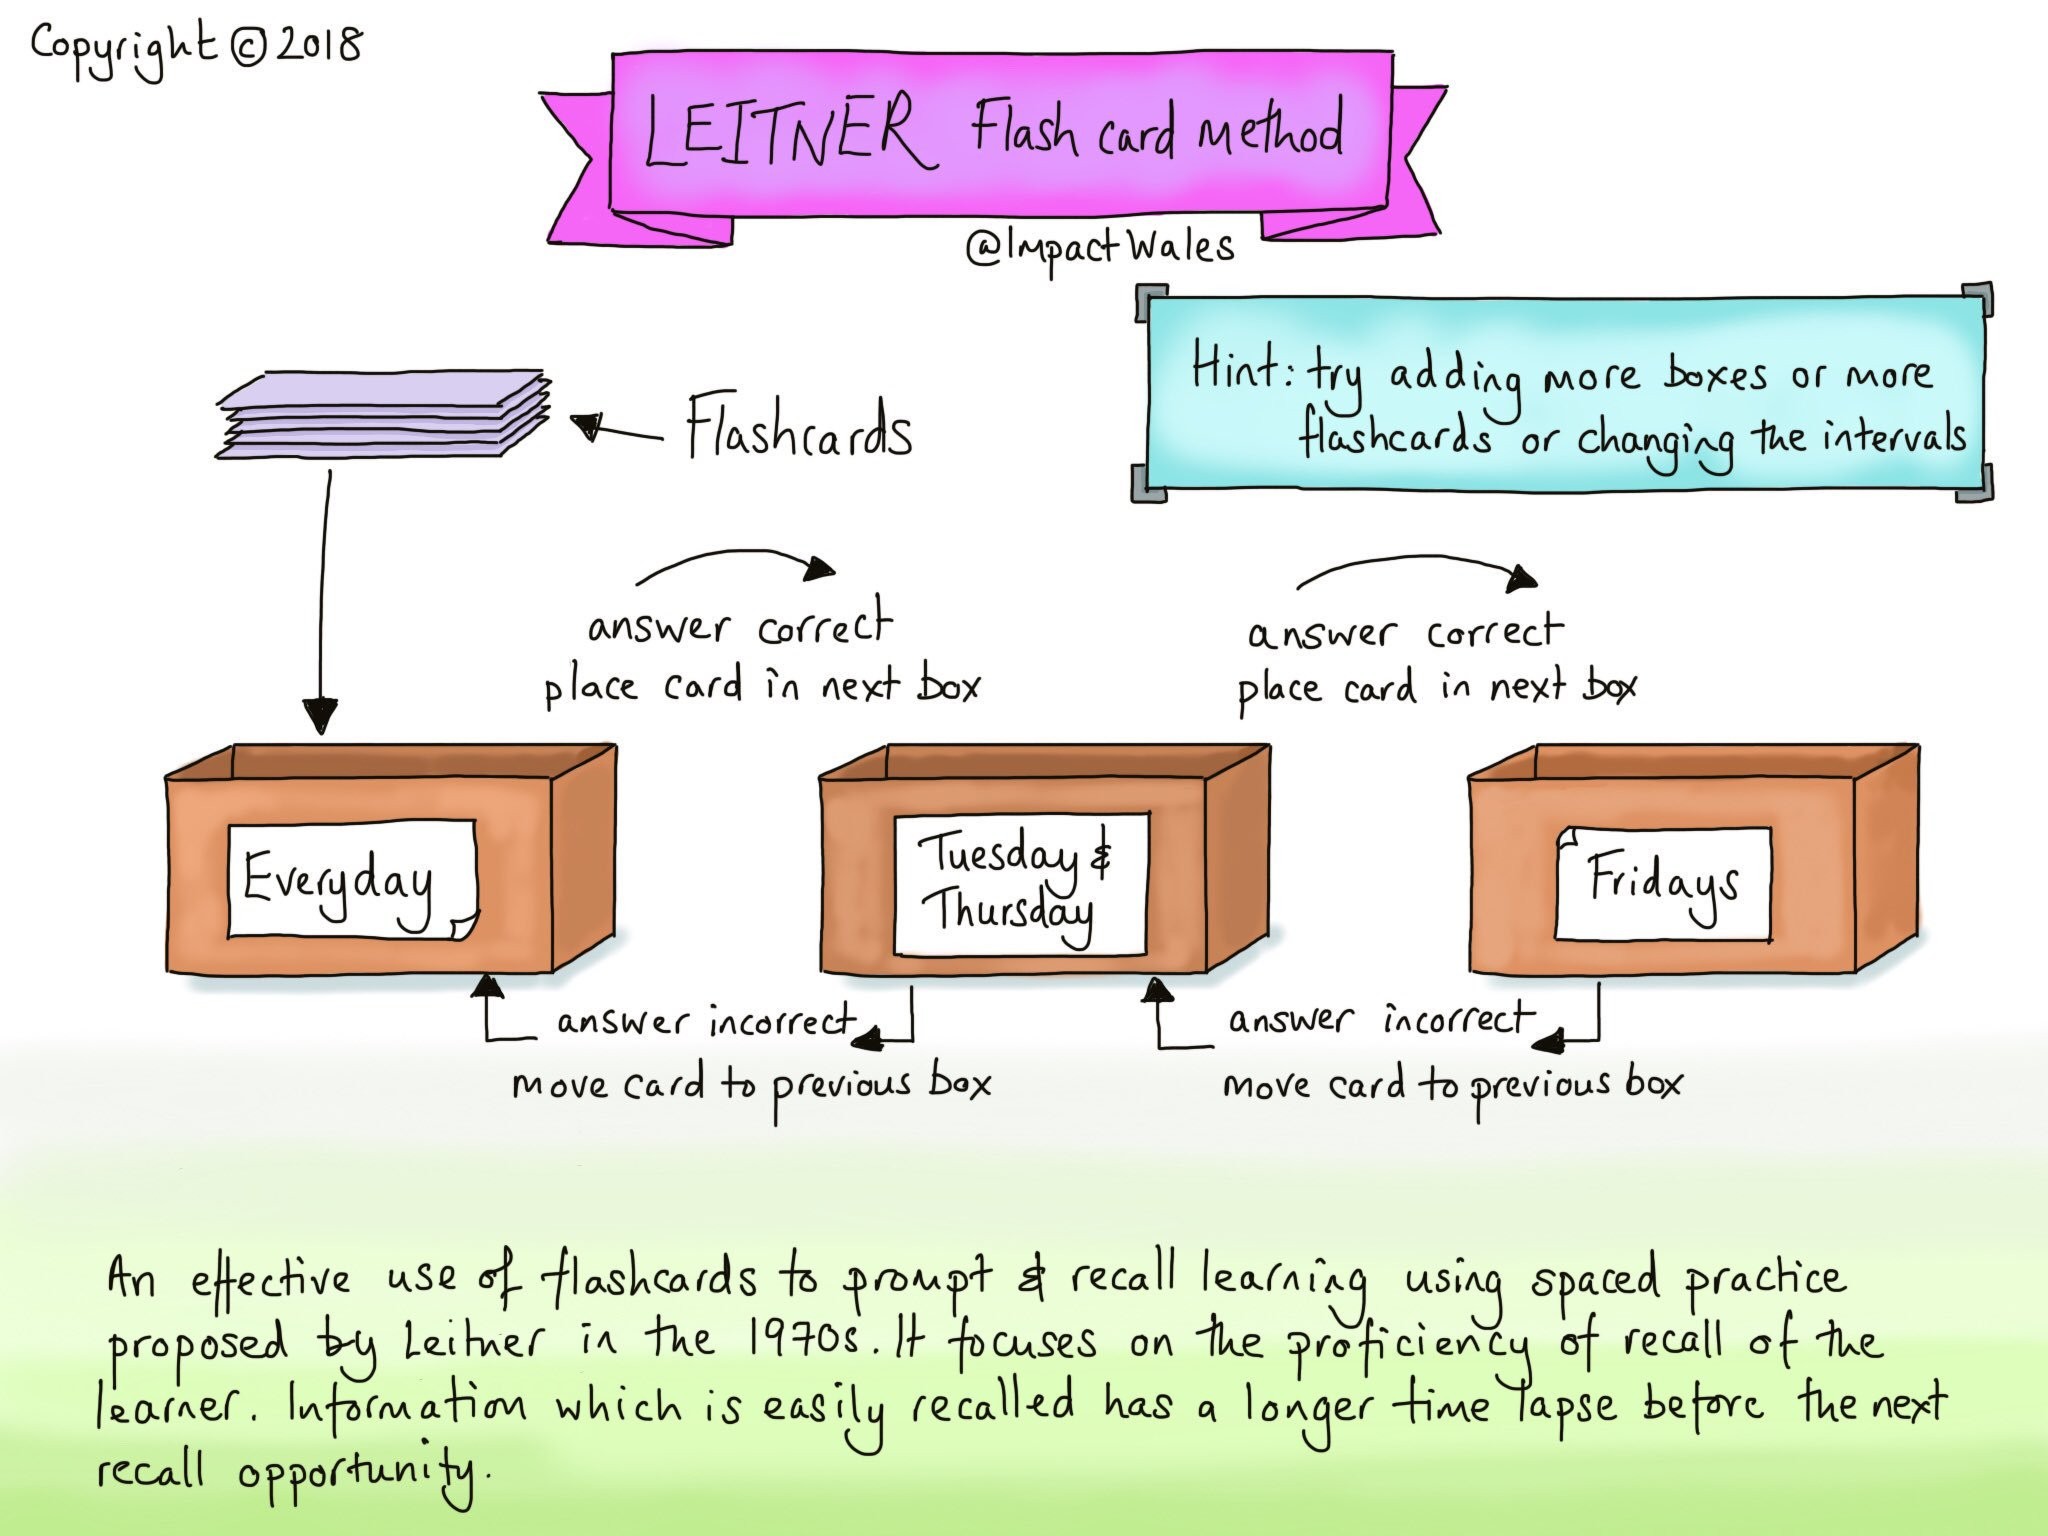 Copyright © 2018
LEITNER Flash card method
@ImpactWales
Hint: try adding more boxes or more
flashcards or changing the intervals
Flashcards
answer correct
place card in next box
answer correct
place card in next box
Everyday
Tuesday &
Thursday
Fridays
answer incorrect
move card to previous box
answer incorrect
move card to previous box
An effective use of flashcards to prompt & recall learning using spaced practice
proposed by Leitner in the 1970s. It focuses on the proficiency of recall of the
learner. Information which is easily recalled has a longer time lapse before the next
recall opportunity.